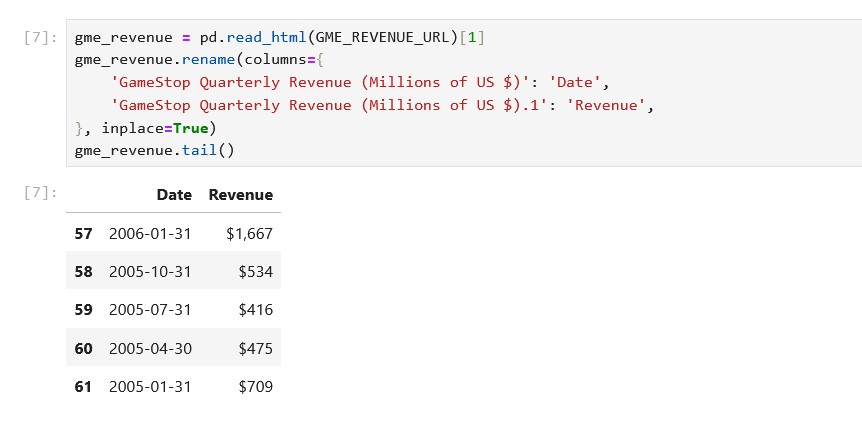 [7]: gme_revenue = pd.read_html(GME_REVENUE_URL)[1]
gme_revenue.rename(columns={
    'GameStop Quarterly Revenue (Millions of US $)': 'Date',
    'GameStop Quarterly Revenue (Millions of US $).1': 'Revenue',
}, inplace=True)
gme_revenue.tail()
[7]: Date Revenue
57 2006-01-31 $1,667
58 2005-10-31 $534
59 2005-07-31 $416
60 2005-04-30 $475
61 2005-01-31 $709